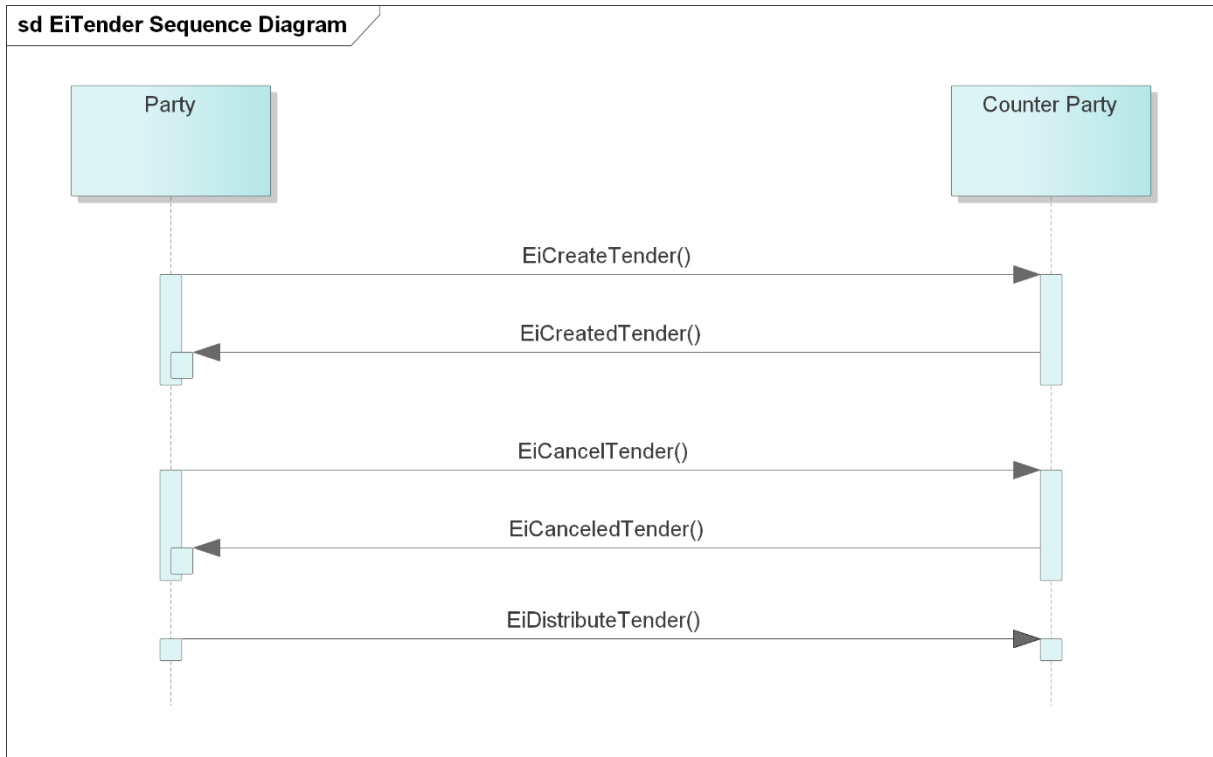 sd EiTender Sequence Diagram
Party
Counter Party
EiCreateTender()
EiCreatedTender()
EiCancelTender()
EiCanceledTender()
EiDistributeTender()